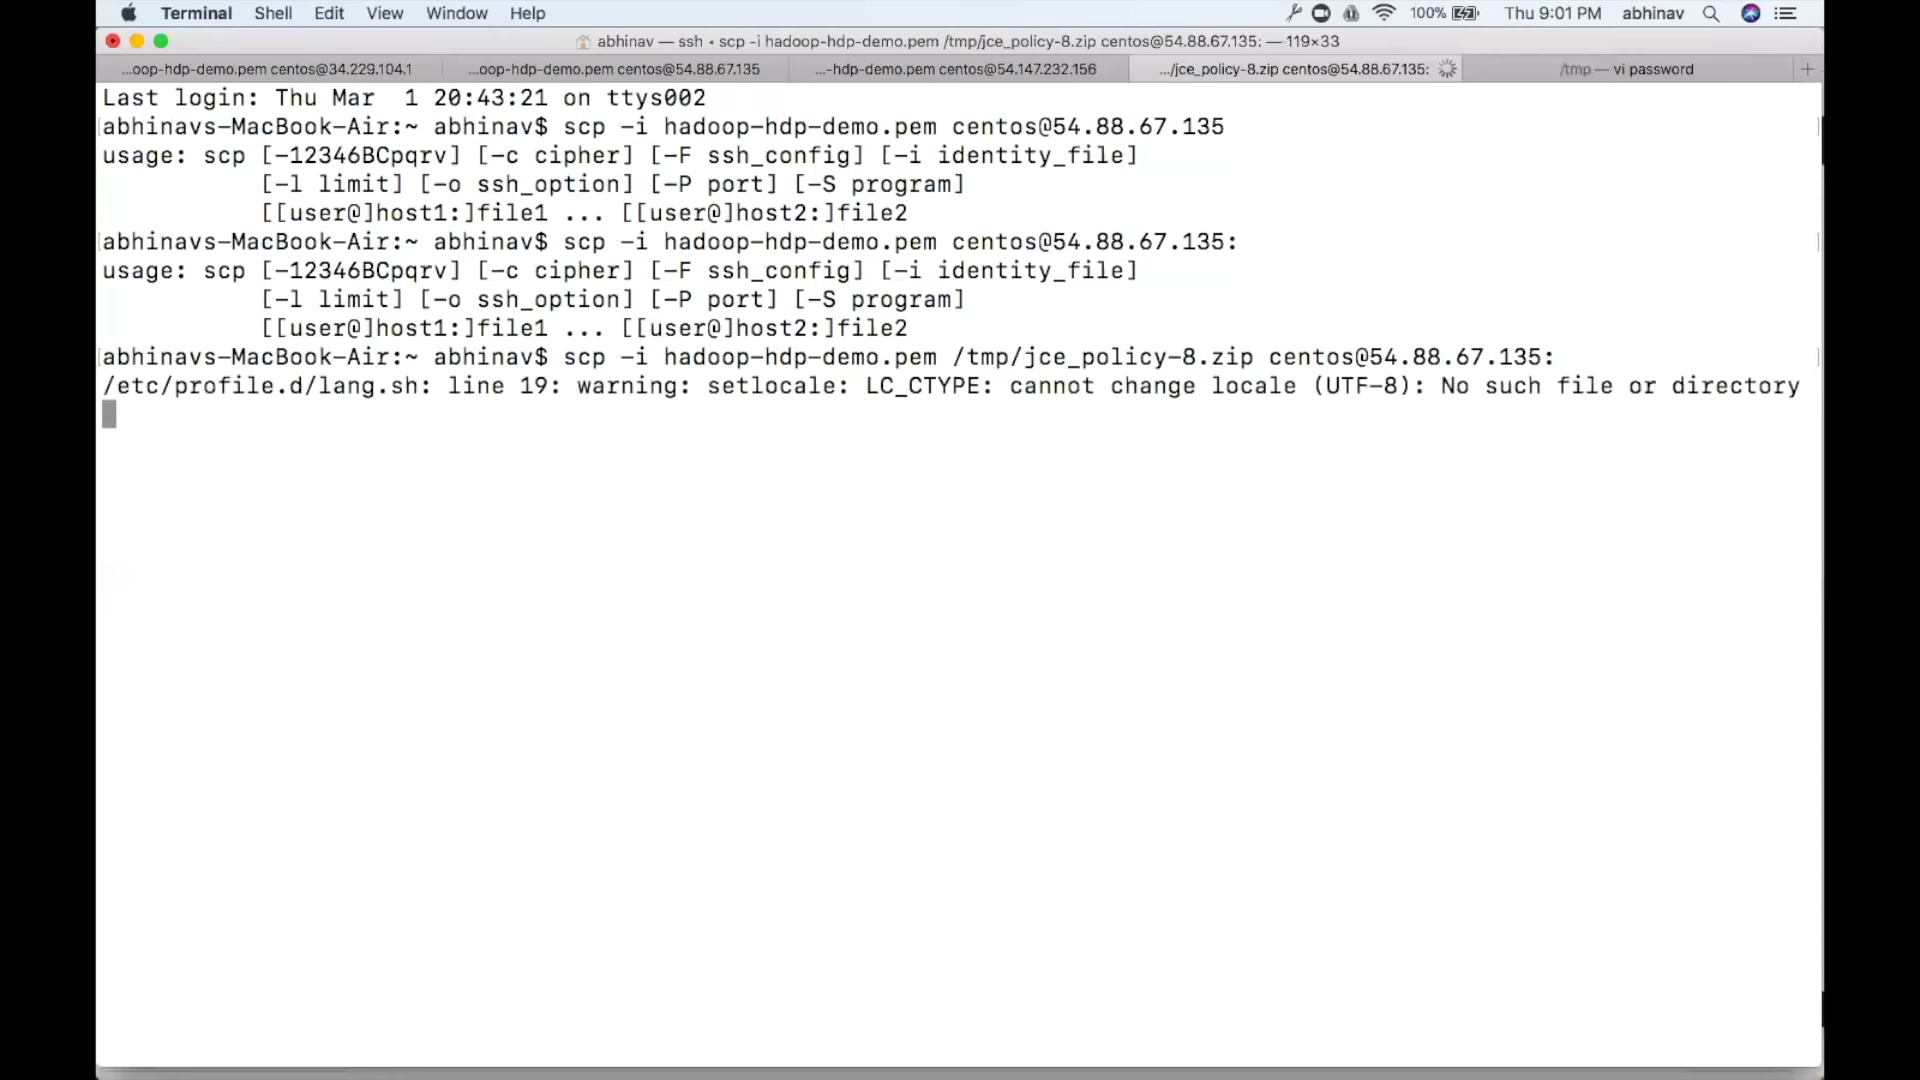 Terminal Shell Edit View Window Help 100% Thu 9:01 PM abhinav
abhinav — ssh • scp -i hadoop-hdp-demo.pem /tmp/jce_policy-8.zip centos@54.88.67.135: — 119×33
...oop-hdp-demo.pem centos@34.229.104.1 ...oop-hdp-demo.pem centos@54.88.67.135 ...-hdp-demo.pem centos@54.147.232.156 .../jce_policy-8.zip centos@54.88.67.135: /tmp — vi password +
Last login: Thu Mar  1 20:43:21 on ttys002
abhinavs-MacBook-Air:~ abhinav$ scp -i hadoop-hdp-demo.pem centos@54.88.67.135
usage: scp [-12346BCpqrv] [-c cipher] [-F ssh_config] [-i identity_file]
           [-l limit] [-o ssh_option] [-P port] [-S program]
           [[user@]host1:]file1 ... [[user@]host2:]file2
abhinavs-MacBook-Air:~ abhinav$ scp -i hadoop-hdp-demo.pem centos@54.88.67.135:
usage: scp [-12346BCpqrv] [-c cipher] [-F ssh_config] [-i identity_file]
           [-l limit] [-o ssh_option] [-P port] [-S program]
           [[user@]host1:]file1 ... [[user@]host2:]file2
abhinavs-MacBook-Air:~ abhinav$ scp -i hadoop-hdp-demo.pem /tmp/jce_policy-8.zip centos@54.88.67.135:
/etc/profile.d/lang.sh: line 19: warning: setlocale: LC_CTYPE: cannot change locale (UTF-8): No such file or directory